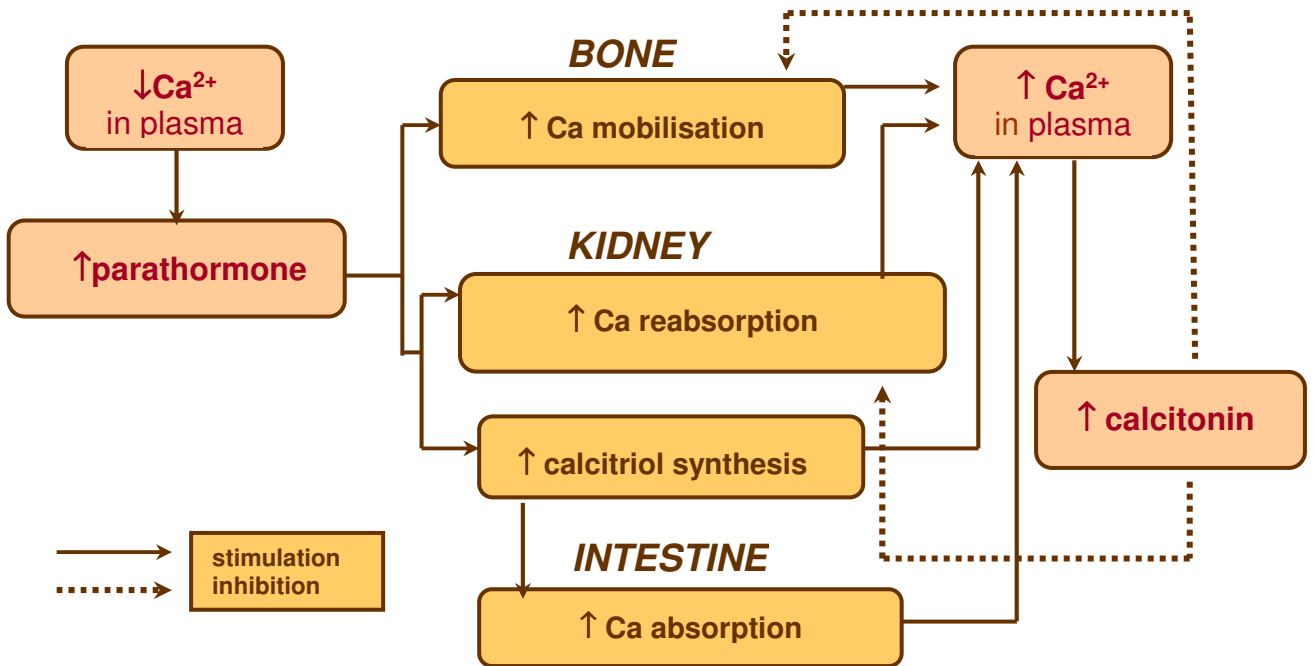 ↓Ca²⁺
in plasma
↑parathormone
BONE
↑ Ca mobilisation
KIDNEY
↑ Ca reabsorption
↑ calcitriol synthesis
INTESTINE
↑ Ca absorption
↑ Ca²⁺
in plasma
↑ calcitonin
stimulation
inhibition